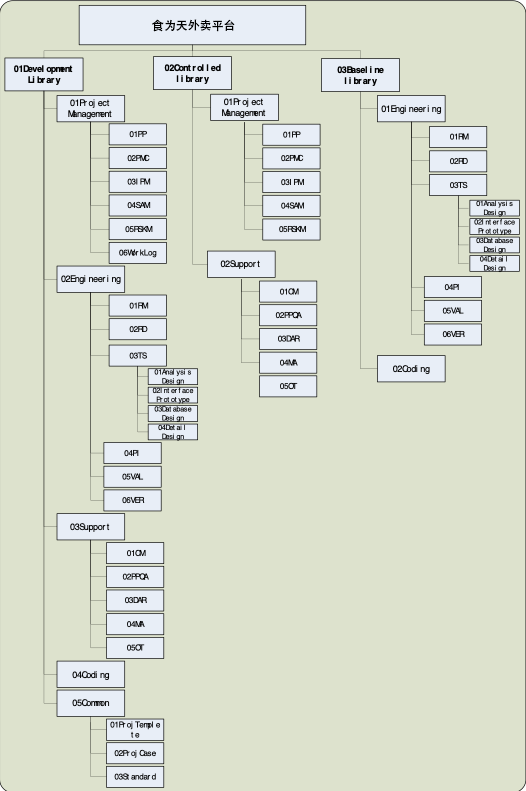 食为天外卖平台
01Development
Library
01Project
Management
01PP
02PMC
03IPM
04SAM
05RSKM
06WorkLog
02Engineering
01RM
02RD
03TS
01Analysis
Design
02Interface
Prototype
03Database
Design
04Detail
Design
04PI
05VAL
06VER
03Support
01CM
02PPQA
03DAR
04MA
05OT
04Coding
05Common
01ProjTemple
te
02ProjCase
03Standard
02Controlled
library
01Project
Management
01PP
02PMC
03IPM
04SAM
05RSKM
02Support
01CM
02PPQA
03DAR
04MA
05OT
03Baseline
library
01Engineering
01RM
02RD
03TS
01Analysis
Design
02Interface
Prototype
03Database
Design
04Detail
Design
04PI
05VAL
06VER
02Coding